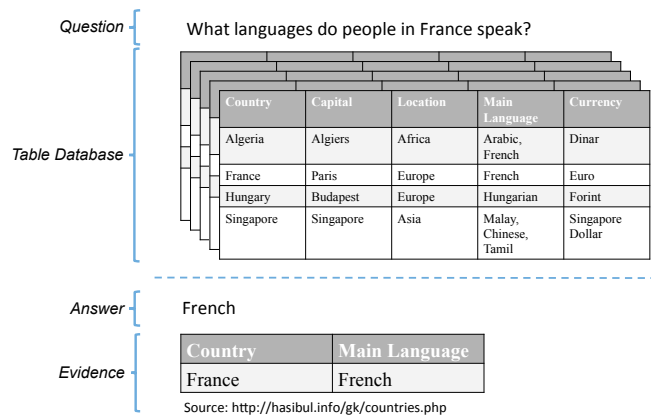 Question
What languages do people in France speak?
Table Database
Country Capital Location Main Language Currency
Algeria Algiers Africa Arabic, French Dinar
France Paris Europe French Euro
Hungary Budapest Europe Hungarian Forint
Singapore Singapore Asia Malay, Chinese, Tamil Singapore Dollar
Answer
French
Evidence
Country Main Language
France French
Source: http://hasibul.info/gk/countries.php